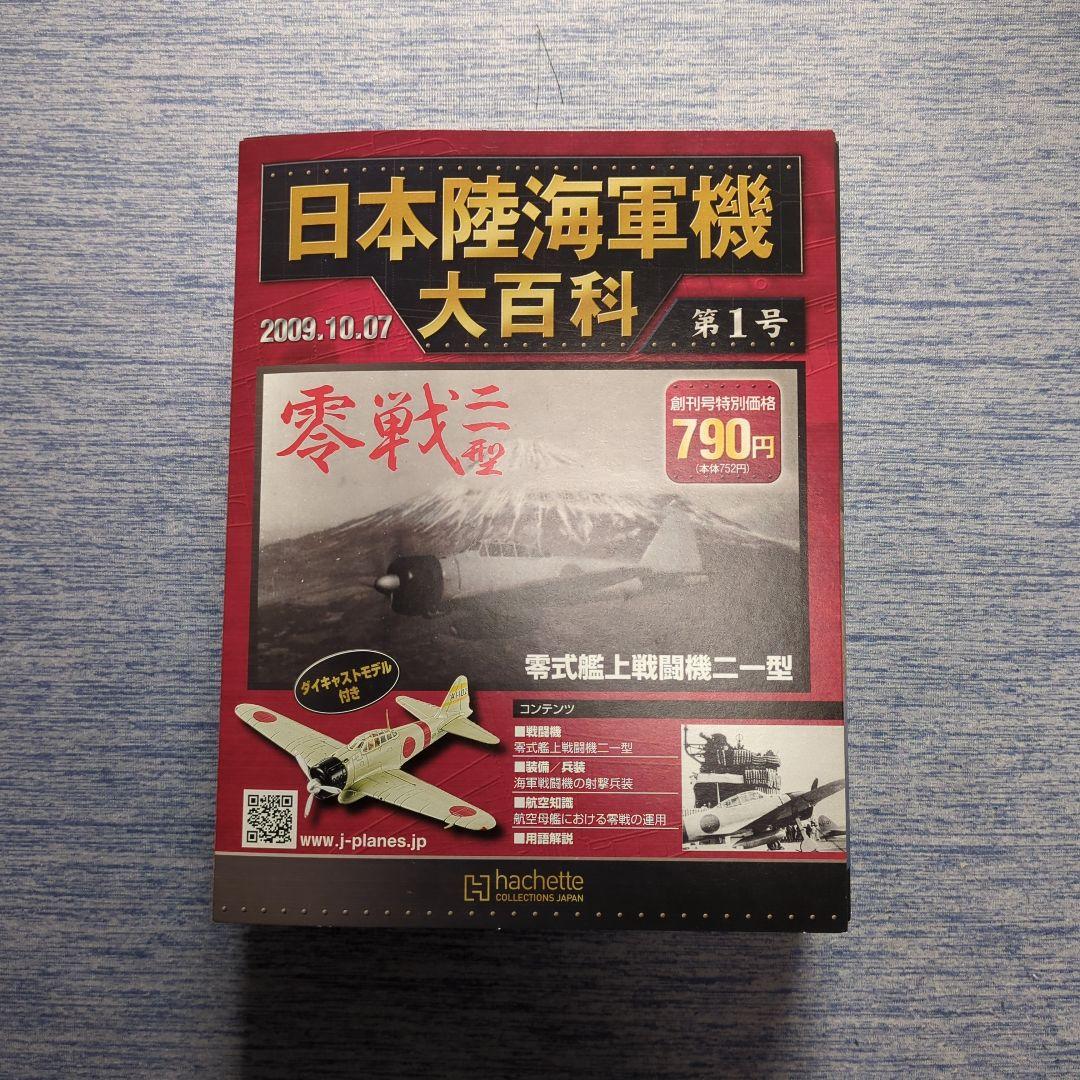 日本陸海軍機
大百科
2009.10.07
第1号
零戦二一型
創刊号特別価格
790円
(本体752円)
零式艦上戦闘機二一型
ダイキャストモデル
付き
コンテンツ
■戦闘機
零式艦上戦闘機二一型
■装備／兵装
海軍戦闘機の射撃兵装
■航空知識
航空母艦における零戦の運用
■用語解説
www.j-planes.jp
hachette
COLLECTIONS JAPAN